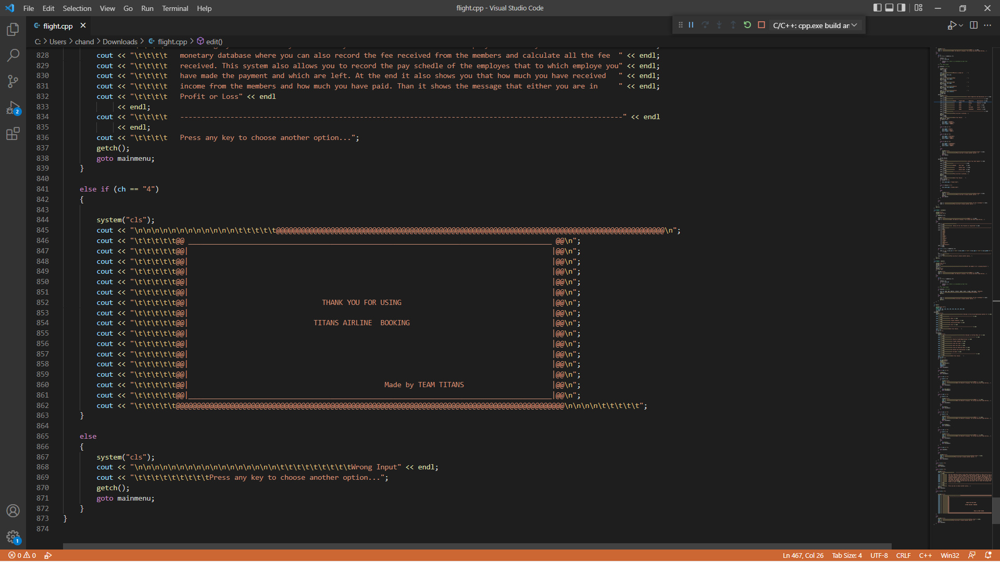 File Edit Selection View Go Run Terminal Help
flight.cpp - Visual Studio Code
flight.cpp
C/C++: cpp.exe build ar
C: > Users > chand > Downloads > flight.cpp > edit()
828 cout << "\t\t\t\t   monetary database where you can also record the fee received from the members and calculate all the fee  " << endl;
829 cout << "\t\t\t\t   received. This system also allows you to record the pay schedle of the employes that to which employe you" << endl;
830 cout << "\t\t\t\t   have made the payment and which are left. At the end it also shows you that how much you have received   " << endl;
831 cout << "\t\t\t\t   income from the members and how much you have paid. Than it shows the message that either you are in     " << endl;
832 cout << "\t\t\t\t   Profit or Loss" << endl
833 << endl;
834 cout << "\t\t\t\t   ----------------------------------------------------------------------------------------------------------" << endl
835 << endl;
836 cout << "\t\t\t\t   Press any key to choose another option...";
837 getch();
838 goto mainmenu;
839 }
840
841 else if (ch == "4")
842 {
843
844 system("cls");
845 cout << "\n\n\n\n\n\n\n\n\n\n\n\n\t\t\t\t\t@@@@@@@@@@@@@@@@@@@@@@@@@@@@@@@@@@@@@@@@@@@@@@@@@@@@@@@@@@@@@@@@@@@@@@@@@@@@@@@@@@@@@@@@@@@@@\n";
846 cout << "\t\t\t\t\t@@ _______________________________________________________________________________________ @@\n";
847 cout << "\t\t\t\t\t@@|                                                                                       |@@\n";
848 cout << "\t\t\t\t\t@@|                                                                                       |@@\n";
849 cout << "\t\t\t\t\t@@|                                                                                       |@@\n";
850 cout << "\t\t\t\t\t@@|                                                                                       |@@\n";
851 cout << "\t\t\t\t\t@@|                                                                                       |@@\n";
852 cout << "\t\t\t\t\t@@|                                THANK YOU FOR USING                                    |@@\n";
853 cout << "\t\t\t\t\t@@|                                                                                       |@@\n";
854 cout << "\t\t\t\t\t@@|                              TITANS AIRLINE  BOOKING                                  |@@\n";
855 cout << "\t\t\t\t\t@@|                                                                                       |@@\n";
856 cout << "\t\t\t\t\t@@|                                                                                       |@@\n";
857 cout << "\t\t\t\t\t@@|                                                                                       |@@\n";
858 cout << "\t\t\t\t\t@@|                                                                                       |@@\n";
859 cout << "\t\t\t\t\t@@|                                                                                       |@@\n";
860 cout << "\t\t\t\t\t@@|                                               Made by TEAM TITANS                     |@@\n";
861 cout << "\t\t\t\t\t@@|_______________________________________________________________________________________|@@\n";
862 cout << "\t\t\t\t\t@@@@@@@@@@@@@@@@@@@@@@@@@@@@@@@@@@@@@@@@@@@@@@@@@@@@@@@@@@@@@@@@@@@@@@@@@@@@@@@@@@@@@@@@@@@@@\n\n\n\n\t\t\t\t\t";
863 }
864
865 else
866 {
867 system("cls");
868 cout << "\n\n\n\n\n\n\n\n\n\n\n\n\n\n\n\n\n\t\t\t\t\t\t\t\t\tWrong Input" << endl;
869 cout << "\t\t\t\t\t\t\t\t\tPress any key to choose another option...";
870 getch();
871 goto mainmenu;
872 }
873 }
874
0 0
Ln 467, Col 26 Tab Size: 4 UTF-8 CRLF C++ Win32